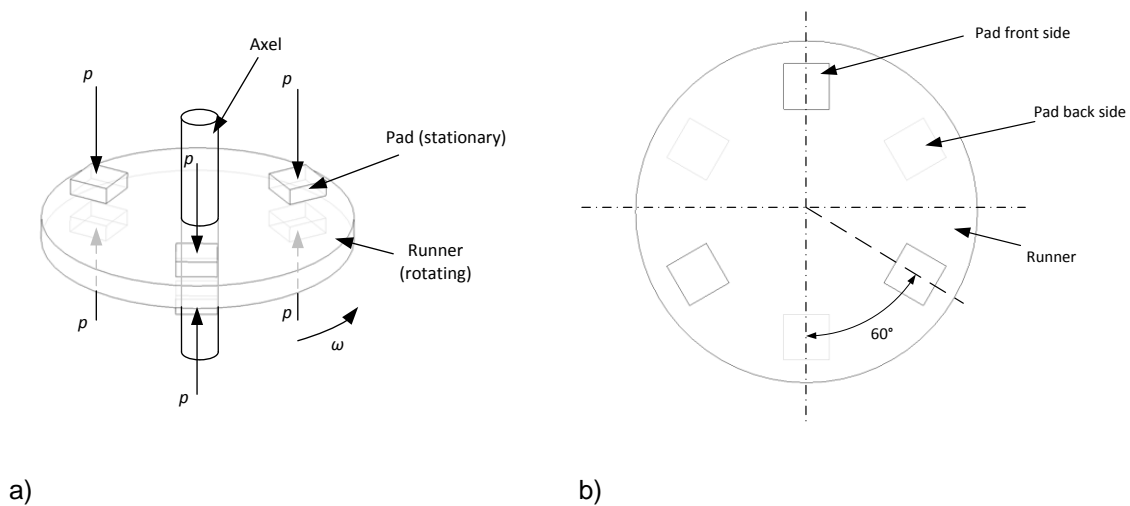 Axel
p
p
p
Pad (stationary)
Runner
(rotating)
p
p
ω
p
a)
Pad front side
Pad back side
Runner
60°
b)